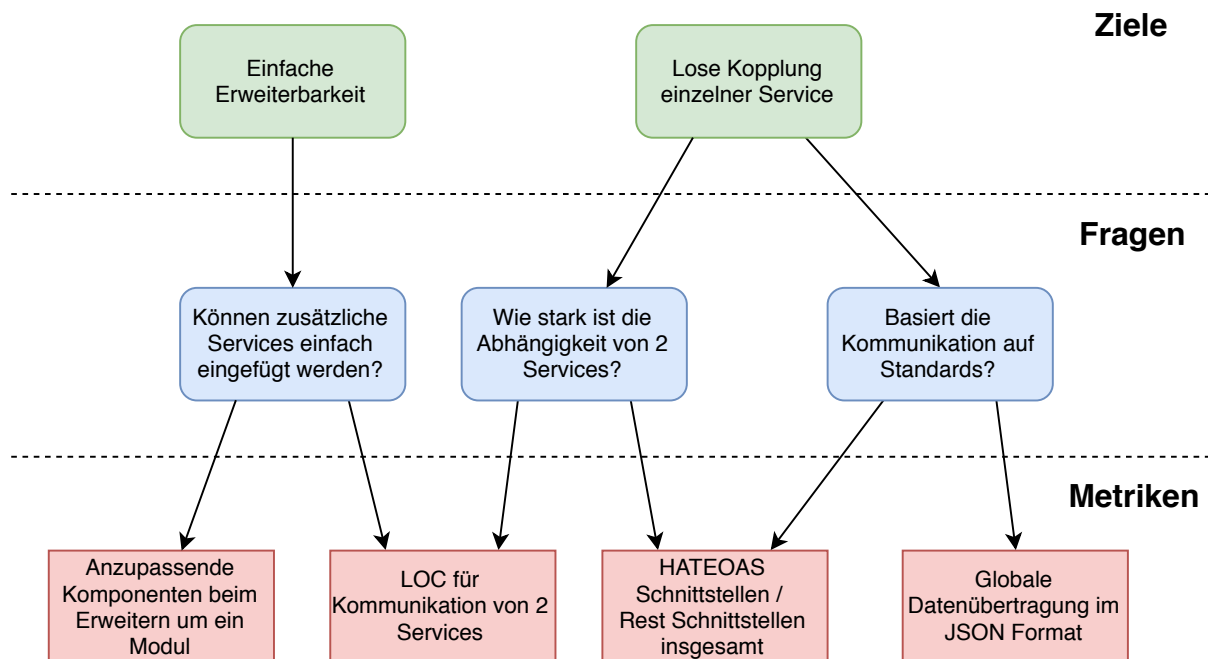 Ziele
Einfache
Erweiterbarkeit
Lose Kopplung
einzelner Service
Fragen
Können zusätzliche
Services einfach
eingefügt werden?
Wie stark ist die
Abhängigkeit von 2
Services?
Basiert die
Kommunikation auf
Standards?
Metriken
Anzupassende
Komponenten beim
Erweitern um ein
Modul
LOC für
Kommunikation von 2
Services
HATEOAS
Schnittstellen /
Rest Schnittstellen
insgesamt
Globale
Datenübertragung im
JSON Format